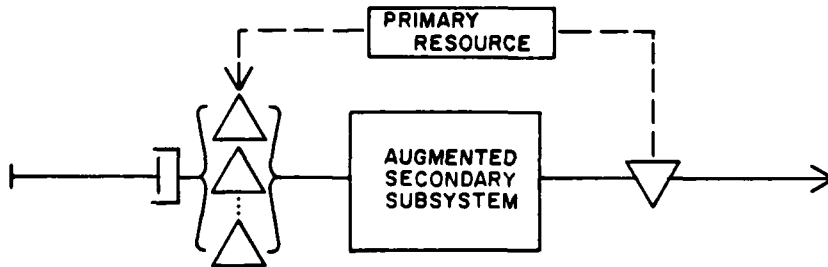 PRIMARY
RESOURCE
AUGMENTED
SECONDARY
SUBSYSTEM